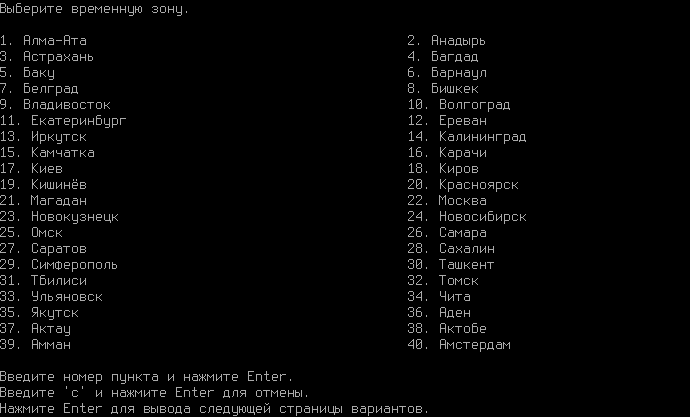 Выберите временную зону.
1. Алма-Ата 2. Анадырь
3. Астрахань 4. Багдад
5. Баку 6. Барнаул
7. Белград 8. Бишкек
9. Владивосток 10. Волгоград
11. Екатеринбург 12. Ереван
13. Иркутск 14. Калининград
15. Камчатка 16. Карачи
17. Киев 18. Киров
19. Кишинёв 20. Красноярск
21. Магадан 22. Москва
23. Новокузнецк 24. Новосибирск
25. Омск 26. Самара
27. Саратов 28. Сахалин
29. Симферополь 30. Ташкент
31. Тбилиси 32. Томск
33. Ульяновск 34. Чита
35. Якутск 36. Аден
37. Актау 38. Актобе
39. Амман 40. Амстердам
Введите номер пункта и нажмите Enter.
Введите 'c' и нажмите Enter для отмены.
Нажмите Enter для вывода следующей страницы вариантов.